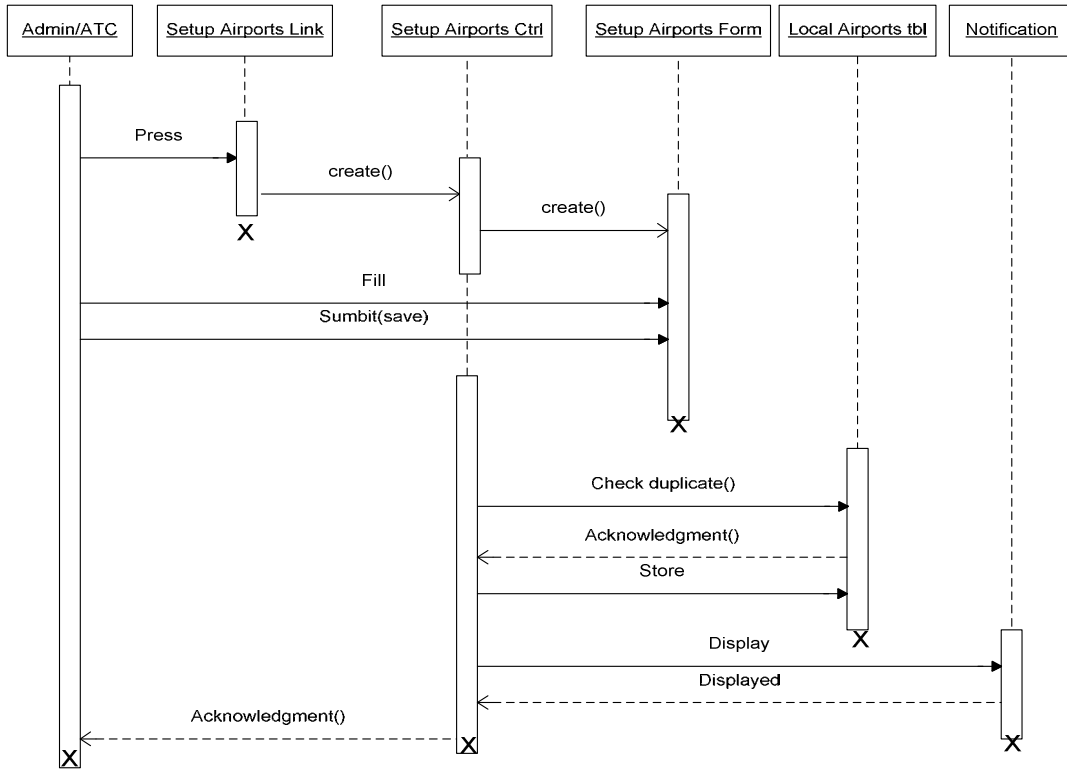 Admin/ATC
Setup Airports Link
Setup Airports Ctrl
Setup Airports Form
Local Airports tbl
Notification
Press
create()
create()
X
Fill
Sumbit(save)
X
Check duplicate()
Acknowledgment()
Store
X
Display
Displayed
Acknowledgment()
X
X
X